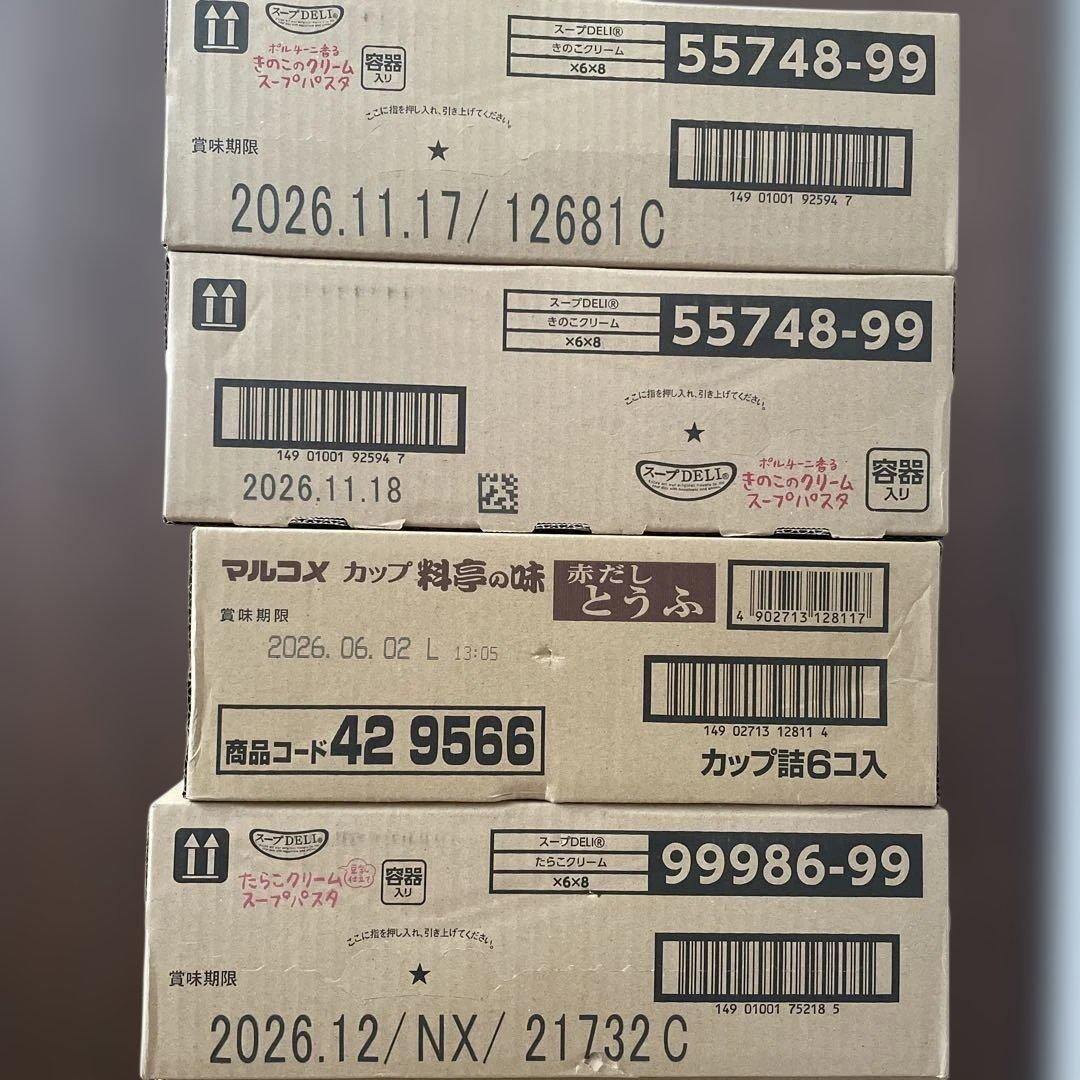 スープDELI®
ポルチーニ香る
きのこのクリーム
スープパスタ
容器
入り
スープDELI®
きのこクリーム
×6×8
55748-99
ここに指を押し入れ、引き上げてください。
★
賞味期限
149 01001 92594 7
2026.11.17/ 12681 C
スープDELI®
きのこクリーム
×6×8
55748-99
149 01001 92594 7
2026.11.18
ここに指を押し入れ、引き上げてください。
★
スープDELI®
ポルチーニ香る
きのこのクリーム
スープパスタ
容器
入り
マルコメ カップ 料亭の味 赤だし
とうふ
4 902713 128117
賞味期限
2026. 06. 02 L 13:05
149 02713 12811 4
商品コード 42 9566
カップ詰6コ入
スープDELI®
たらこクリーム
豆乳
仕立て
スープパスタ
容器
入り
スープDELI®
たらこクリーム
×6×8
99986-99
ここに指を押し入れ、引き上げてください。
★
賞味期限
149 01001 75218 5
2026.12/NX/ 21732 C